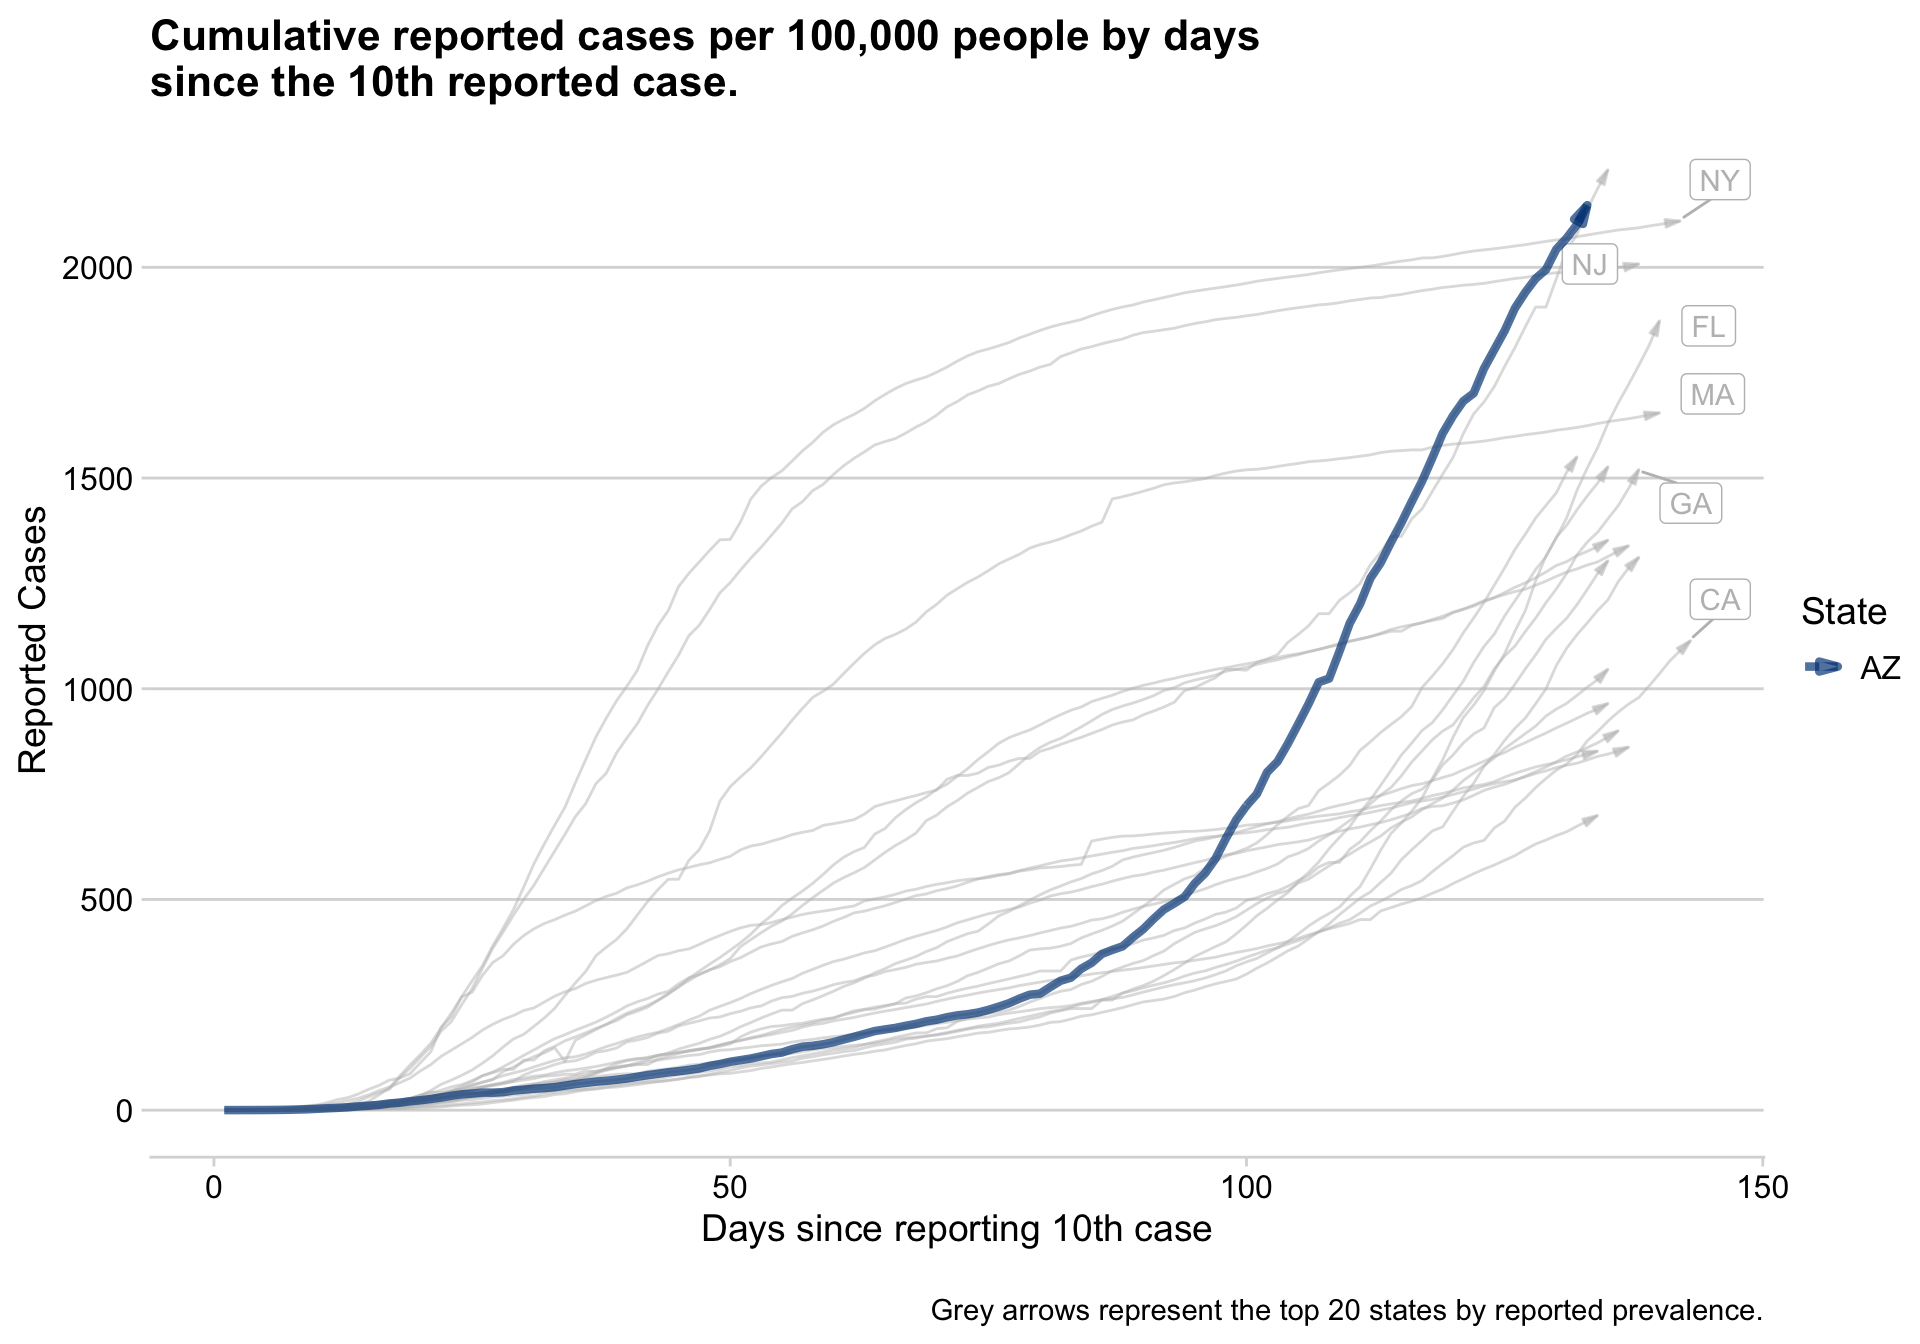 Cumulative reported cases per 100,000 people by days
since the 10th reported case.
NY
NJ
FL
MA
GA
CA
2000
1500
1000
500
0
Reported Cases
State
AZ
0
50
100
150
Days since reporting 10th case
Grey arrows represent the top 20 states by reported prevalence.